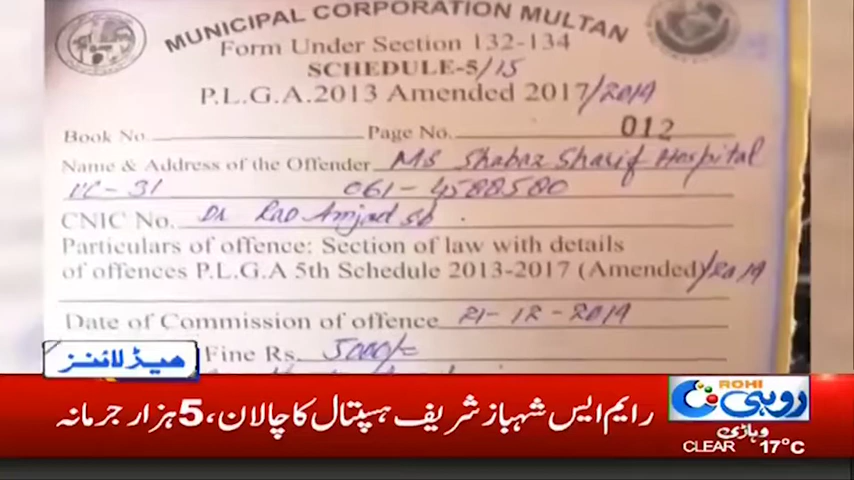 MUNICIPAL CORPORATION MULTAN
Form Under Section 132-134
SCHEDULE-5/15
P.L.G.A.2013 Amended 2017/2019
Book No. Page No. 012
Name & Address of the Offender MS Shabaz Sharif Hospital
UC-31 061-4588580
CNIC No. Dr Rao Amjad sb.
Particulars of offence: Section of law with details
of offences P.L.G.A 5th Schedule 2013-2017 (Amended)/2019
Date of Commission of offence 21-12-2019
Fine Rs. 5000/=
ہیڈلائنز
رایم ایس شہباز شریف ہسپتال کا چالان، 5 ہزار جرمانہ
ROHI
روہی
وہاڑی
CLEAR 17°C